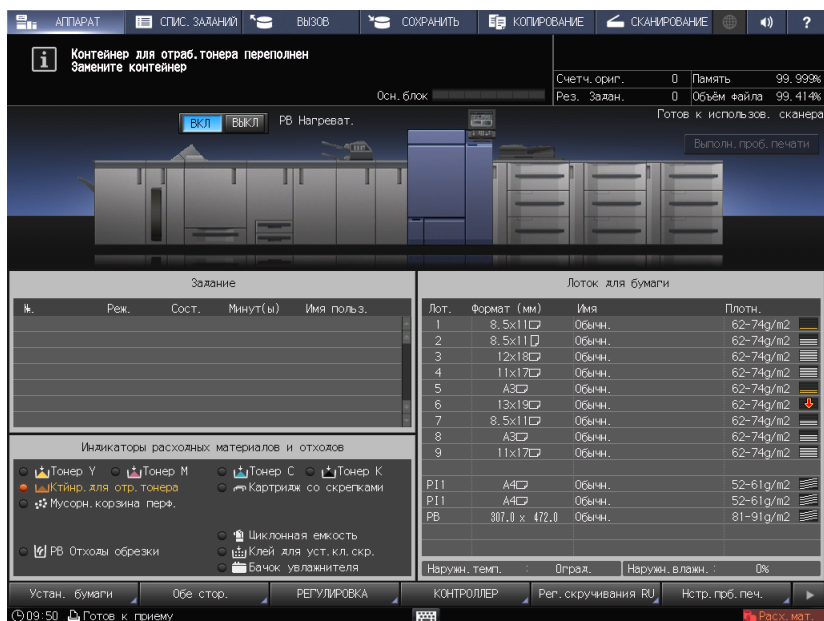 АППАРАТ СПИС. ЗАДАНИЙ ВЫЗОВ СОХРАНИТЬ КОПИРОВАНИЕ СКАНИРОВАНИЕ ?
Контейнер для отраб.тонера переполнен
Замените контейнер
Осн.блок
Счетч.ориг. 0 Память 99.999%
Рез. Задан. 0 Объём файла 99.414%
Готов к использов. сканера
ВКЛ ВЫКЛ PB Нагреват.
Выполн.проб.печати
Задание
№. Реж. Сост. Минут(ы) Имя польз.
Лоток для бумаги
Лот. Формат (мм) Имя Плотн.
1 8.5x11 Обычн. 62-74g/m2
2 8.5x11 Обычн. 62-74g/m2
3 12x18 Обычн. 62-74g/m2
4 11x17 Обычн. 62-74g/m2
5 A3 Обычн. 62-74g/m2
6 13x19 Обычн. 62-74g/m2
7 8.5x11 Обычн. 62-74g/m2
8 A3 Обычн. 62-74g/m2
9 11x17 Обычн. 62-74g/m2
PI1 A4 Обычн. 52-61g/m2
PI1 A4 Обычн. 52-61g/m2
PB 307.0 x 472.0 Обычн. 81-91g/m2
Наружн.темп. : 0град. Наружн.влажн. : 0%
Индикаторы расходных материалов и отходов
Тонер Y Тонер M Тонер C Тонер K
Ктйнр.для отр.тонера Картридж со скрепками
Мусорн.корзина перф.
Циклонная емкость
PB Отходы обрезки Клей для уст.кл.скр.
Бачок увлажнителя
Устан. бумаги Обе стор. РЕГУЛИРОВКА КОНТРОЛЛЕР Рег.скручивания RU Нстр.прб.печ.
09:50 Готов к приему Расх.мат.